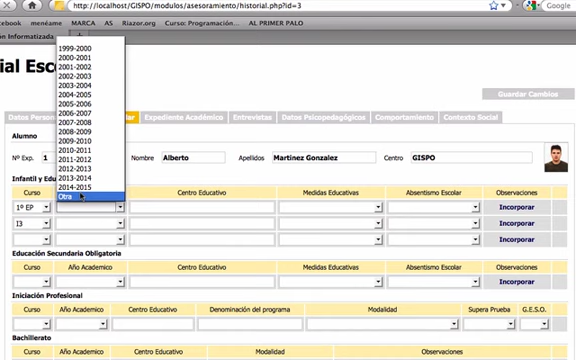 http://localhost/GISPO/modulos/asesoramiento/historial.php?id=3
Google
ebook menéame MARCA AS Riazor.org Curso: Programación... AL PRIMER PALO
ón Informatizada
ial Esc
Guardar Cambios
Datos Persona lar Expediente Académico Entrevistas Datos Psicopedagógicos Comportamiento Contexto Social
1999-2000
2000-2001
2001-2002
2002-2003
2003-2004
2004-2005
2005-2006
2006-2007
2007-2008
2008-2009
2009-2010
2010-2011
2011-2012
2012-2013
2013-2014
2014-2015
Otra
Alumno
Nº Exp. 1 Nombre Alberto Apellidos Martinez Gonzalez Centro GISPO
Infantil y Edu
Curso Centro Educativo Medidas Educativas Absentismo Escolar Observaciones
1º EP Incorporar
I3 Incorporar
Incorporar
Educación Secundaria Obligatoria
Curso Año Academico Centro Educativo Medidas Educativas Absentismo Escolar Observaciones
Incorporar
Iniciación Profesional
Curso Año Academico Centro Educativo Denominación del programa Modalidad Supera Prueba G.E.S.O.
Bachillerato
Curso Año Academico Centro Educativo Modalidad Observaciones